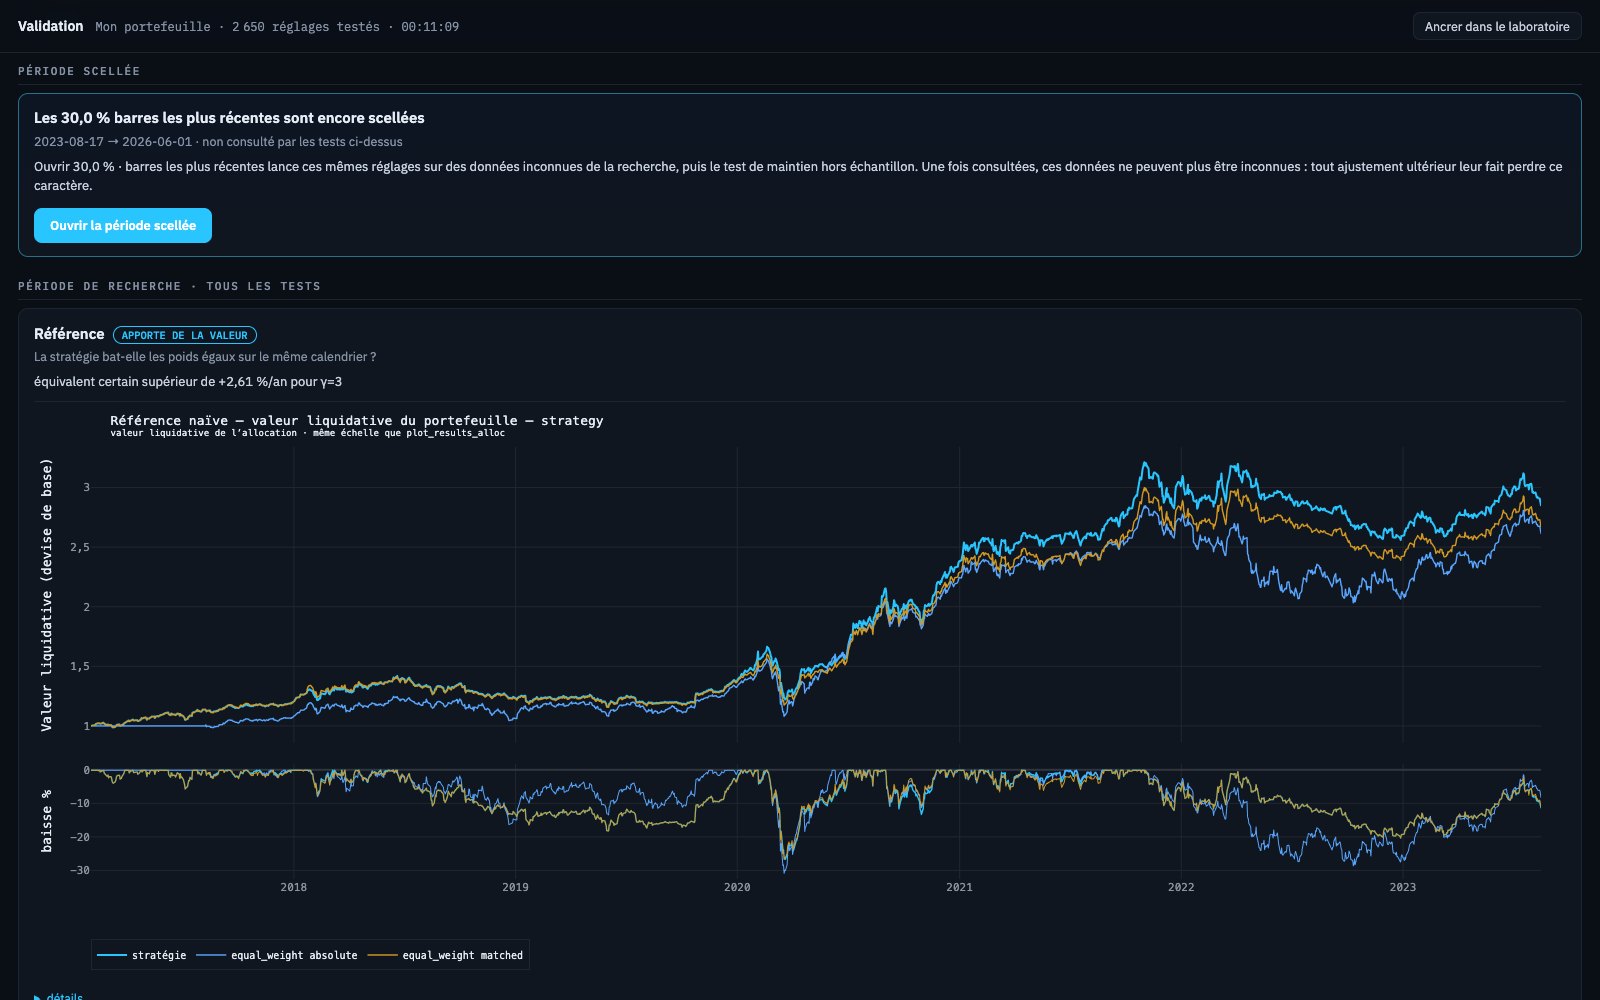 Validation Mon portefeuille · 2 650 réglages testés · 00:11:09
Ancrer dans le laboratoire
PÉRIODE SCELLÉE
Les 30,0 % barres les plus récentes sont encore scellées
2023-08-17 → 2026-06-01 · non consulté par les tests ci-dessus
Ouvrir 30,0 % · barres les plus récentes lance ces mêmes réglages sur des données inconnues de la recherche, puis le test de maintien hors échantillon. Une fois consultées, ces données ne peuvent plus être inconnues : tout ajustement ultérieur leur fait perdre ce
caractère.
Ouvrir la période scellée
PÉRIODE DE RECHERCHE · TOUS LES TESTS
Référence APPORTE DE LA VALEUR
La stratégie bat-elle les poids égaux sur le même calendrier ?
équivalent certain supérieur de +2,61 %/an pour γ=3
Référence naïve — valeur liquidative du portefeuille — strategy
valeur liquidative de l’allocation · même échelle que plot_results_alloc
Valeur liquidative (devise de base)
3
2,5
2
1,5
1
baisse %
0
−10
−20
−30
2018 2019 2020 2021 2022 2023
stratégie equal_weight absolute equal_weight matched
▶ détails